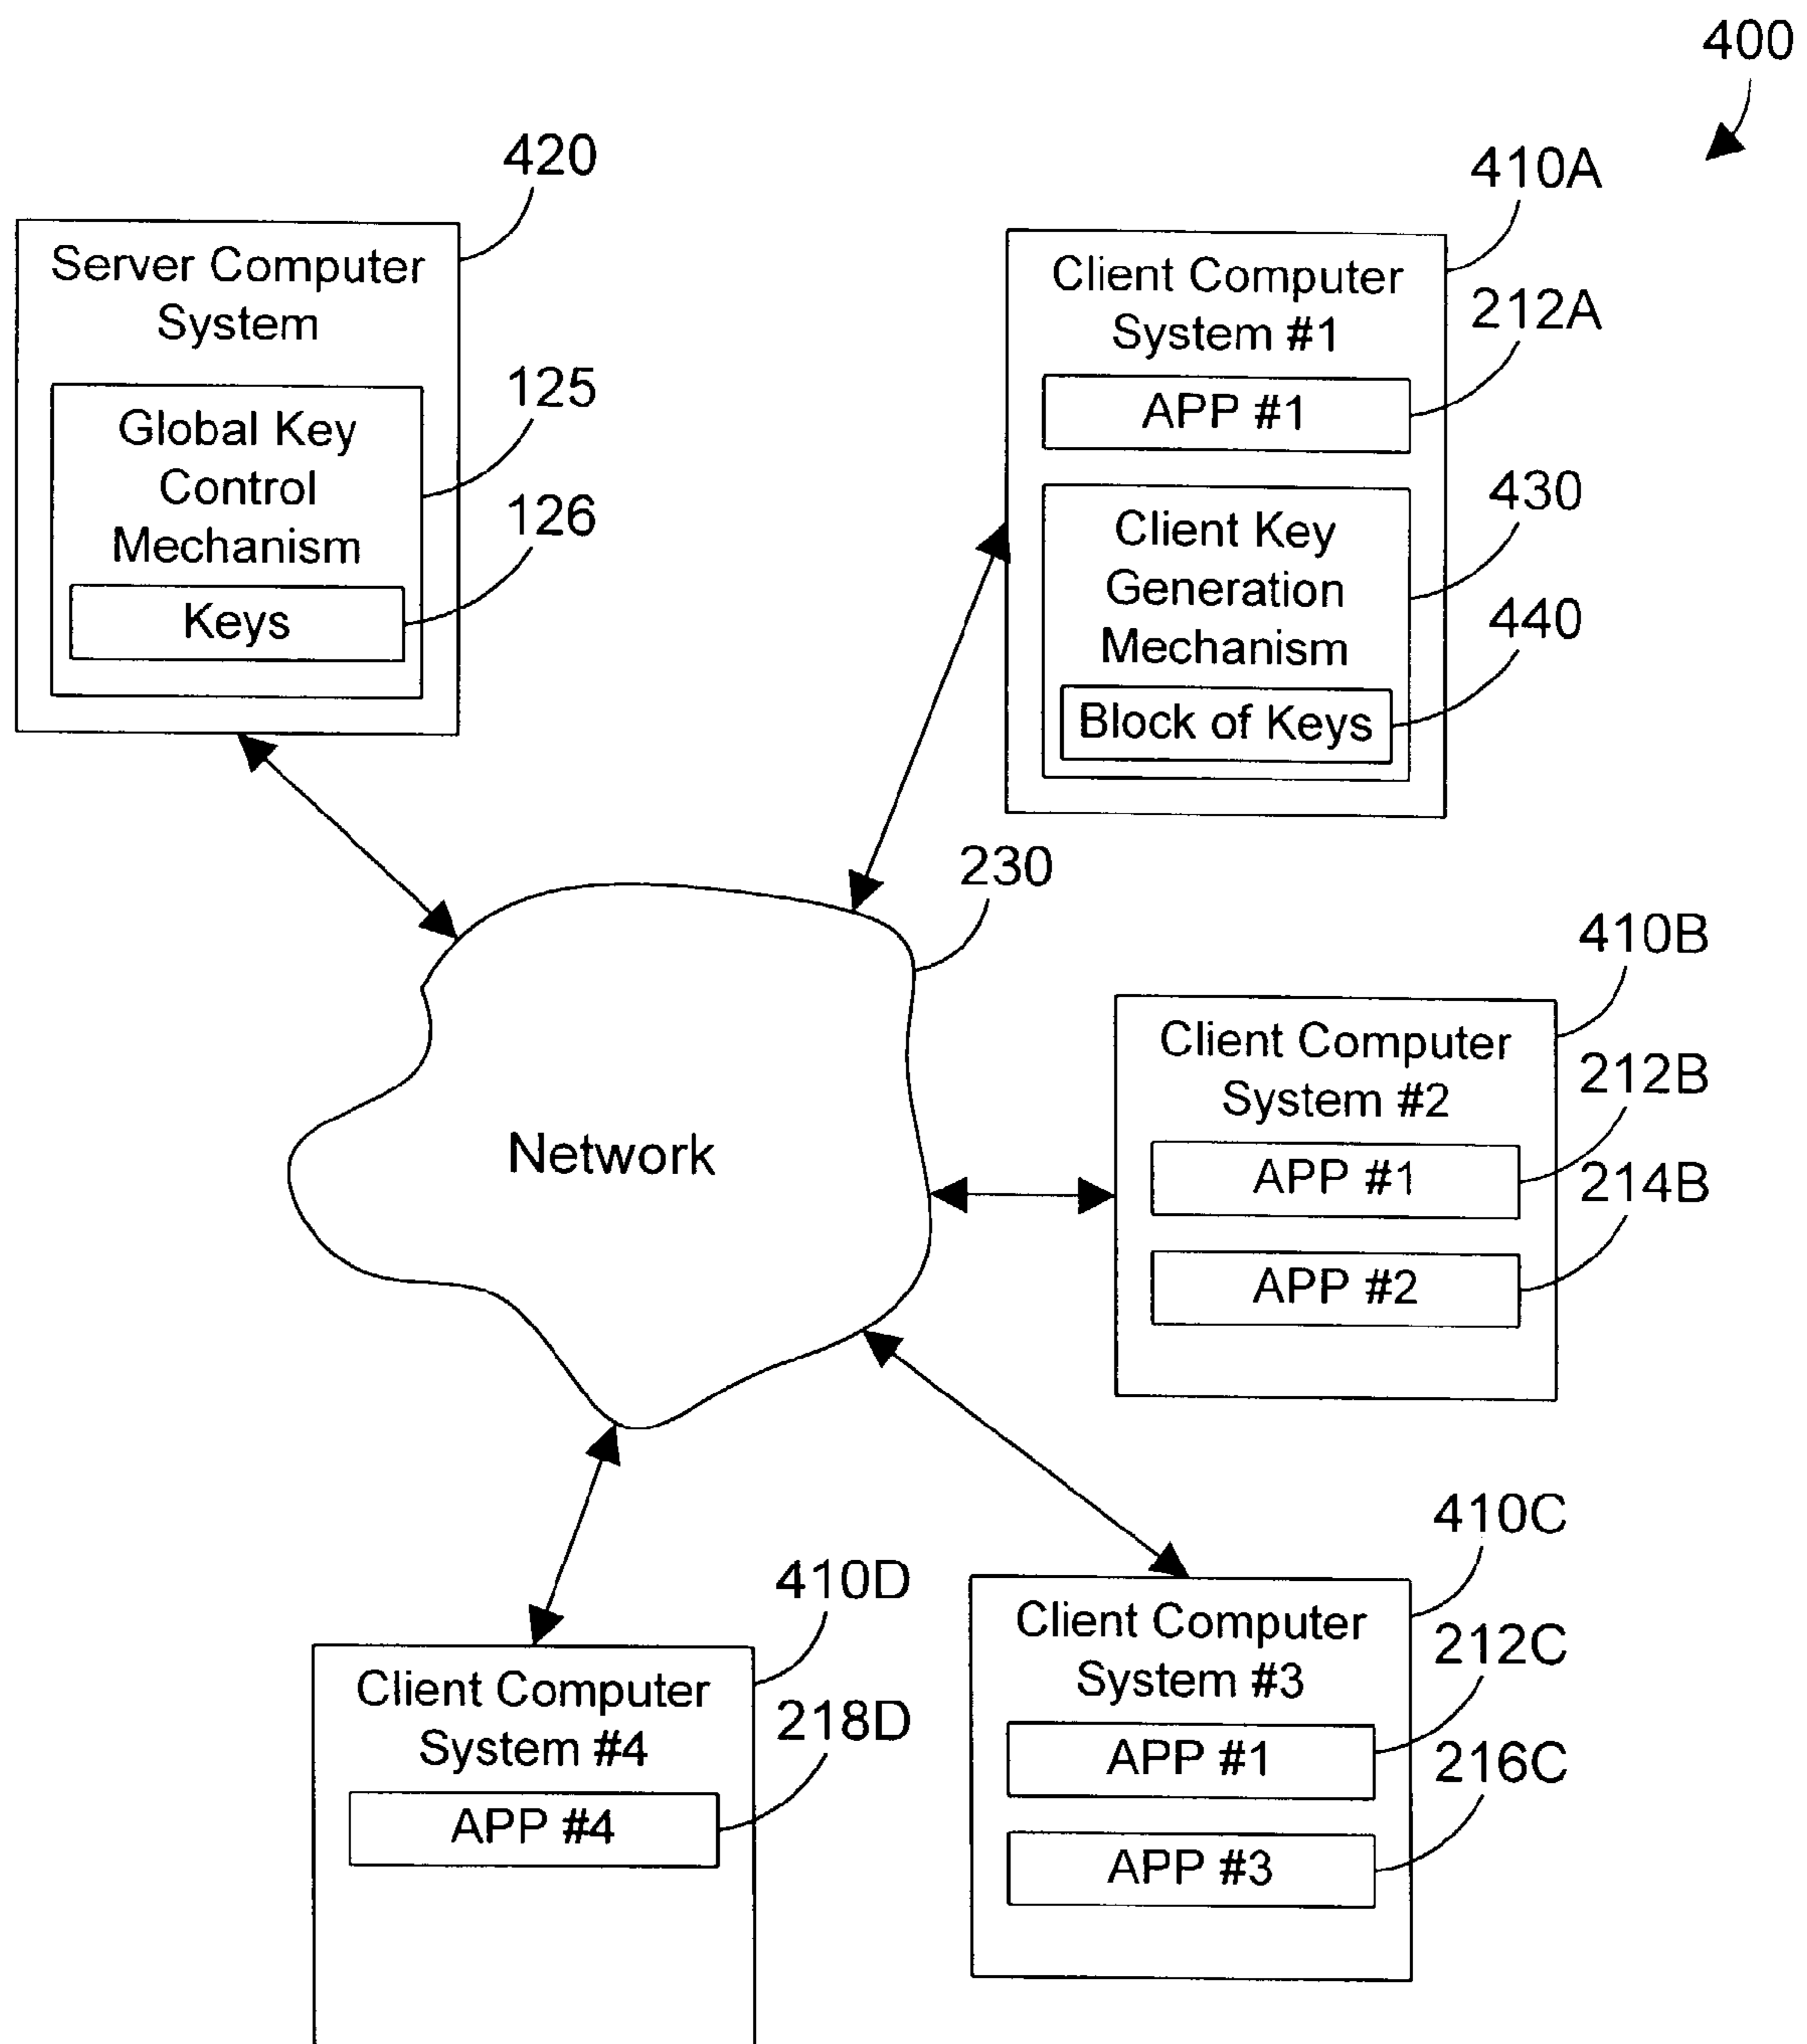 400
420
Server Computer
System
125
Global Key
Control
Mechanism
126
Keys
410A
Client Computer
System #1
212A
APP #1
430
Client Key
Generation
Mechanism
440
Block of Keys
230
Network
410B
Client Computer
System #2
212B
APP #1
214B
APP #2
410C
Client Computer
System #3
212C
APP #1
216C
APP #3
410D
Client Computer
System #4
218D
APP #4